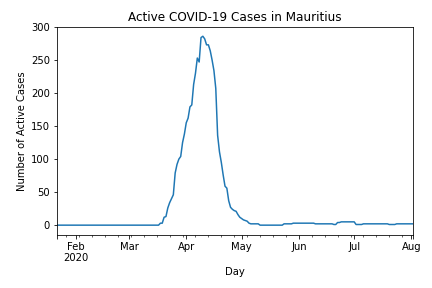 Active COVID-19 Cases in Mauritius
300
250
200
150
100
50
0
Number of Active Cases
Feb Mar Apr May Jun Jul Aug
2020
Day